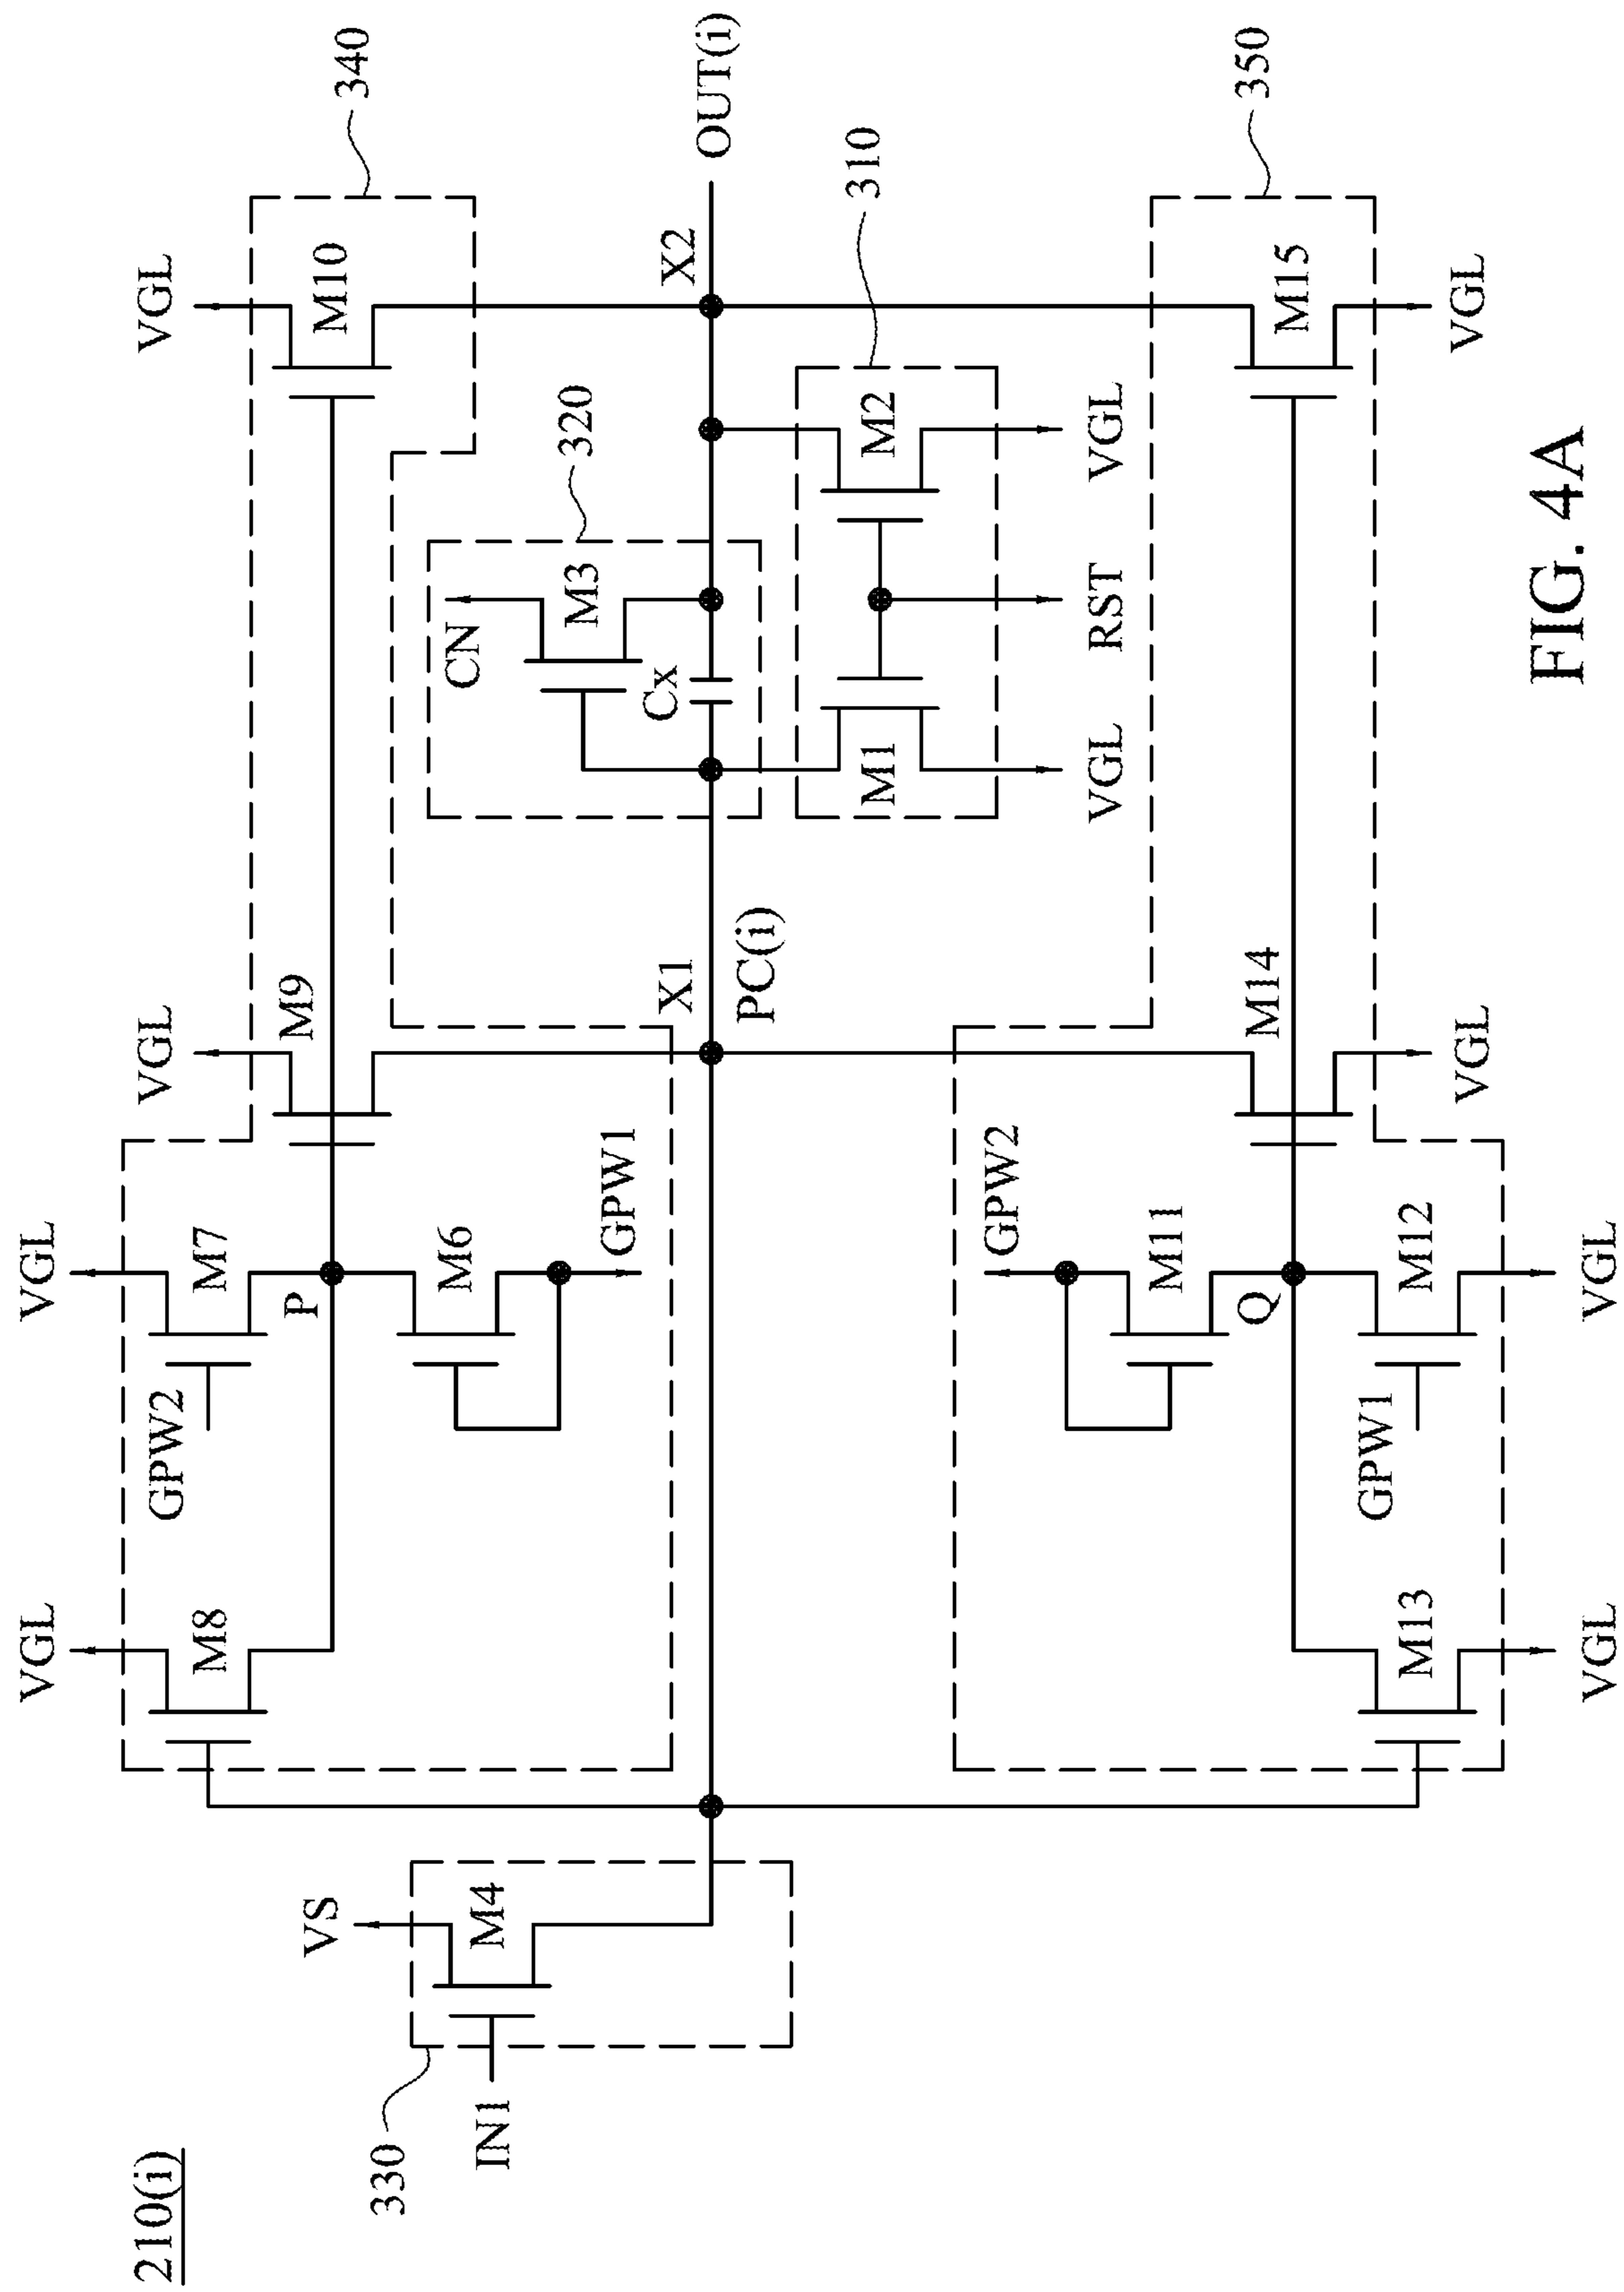 210(i)
VGL
VGL
VGL
VGL
340
VS
M8
GPW2
M7
M9
M10
P
M6
GPW1
CN
M3
320
Cx
330
IN1
M4
X1
PC(i)
X2
OUT(i)
310
M1
M2
VGL
RST
VGL
350
GPW2
M11
Q
M14
M15
M13
GPW1
M12
VGL
VGL
VGL
VGL
FIG. 4A